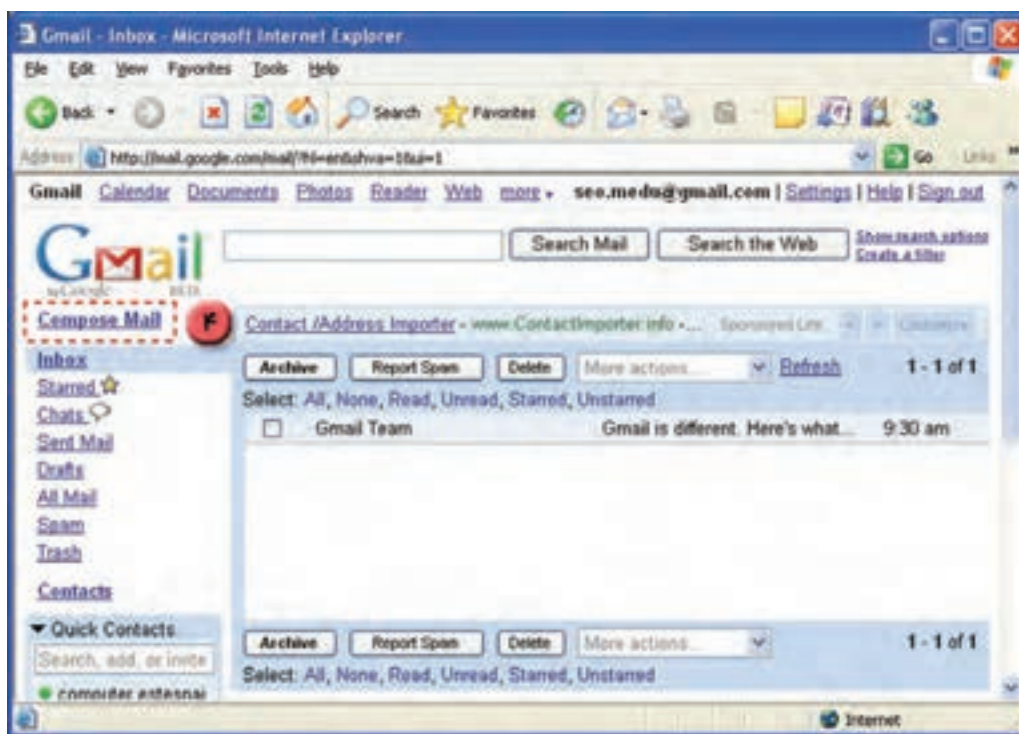 Gmail - Inbox - Microsoft Internet Explorer
File Edit View Favorites Tools Help
Back Search Favorites
Address http://mail.google.com/mail/?hl=en&shva=1&ui=1 Go Links
Gmail Calendar Documents Photos Reader Web more see.medu@gmail.com | Settings | Help | Sign out
Gmail Search Mail Search the Web Show search options
by Google BETA Create a filter
Compose Mail ۴ Contact /Address Importer - www.ContactImporter.info -... Sponsored Link Customize
Inbox Archive Report Spam Delete More actions... Refresh 1 - 1 of 1
Starred Select: All, None, Read, Unread, Starred, Unstarred
Chats Gmail Team Gmail is different. Here's what... 9:30 am
Sent Mail
Drafts
All Mail
Spam
Trash
Contacts
Quick Contacts
Search, add, or invite Archive Report Spam Delete More actions... 1 - 1 of 1
Select: All, None, Read, Unread, Starred, Unstarred
computer
Internet